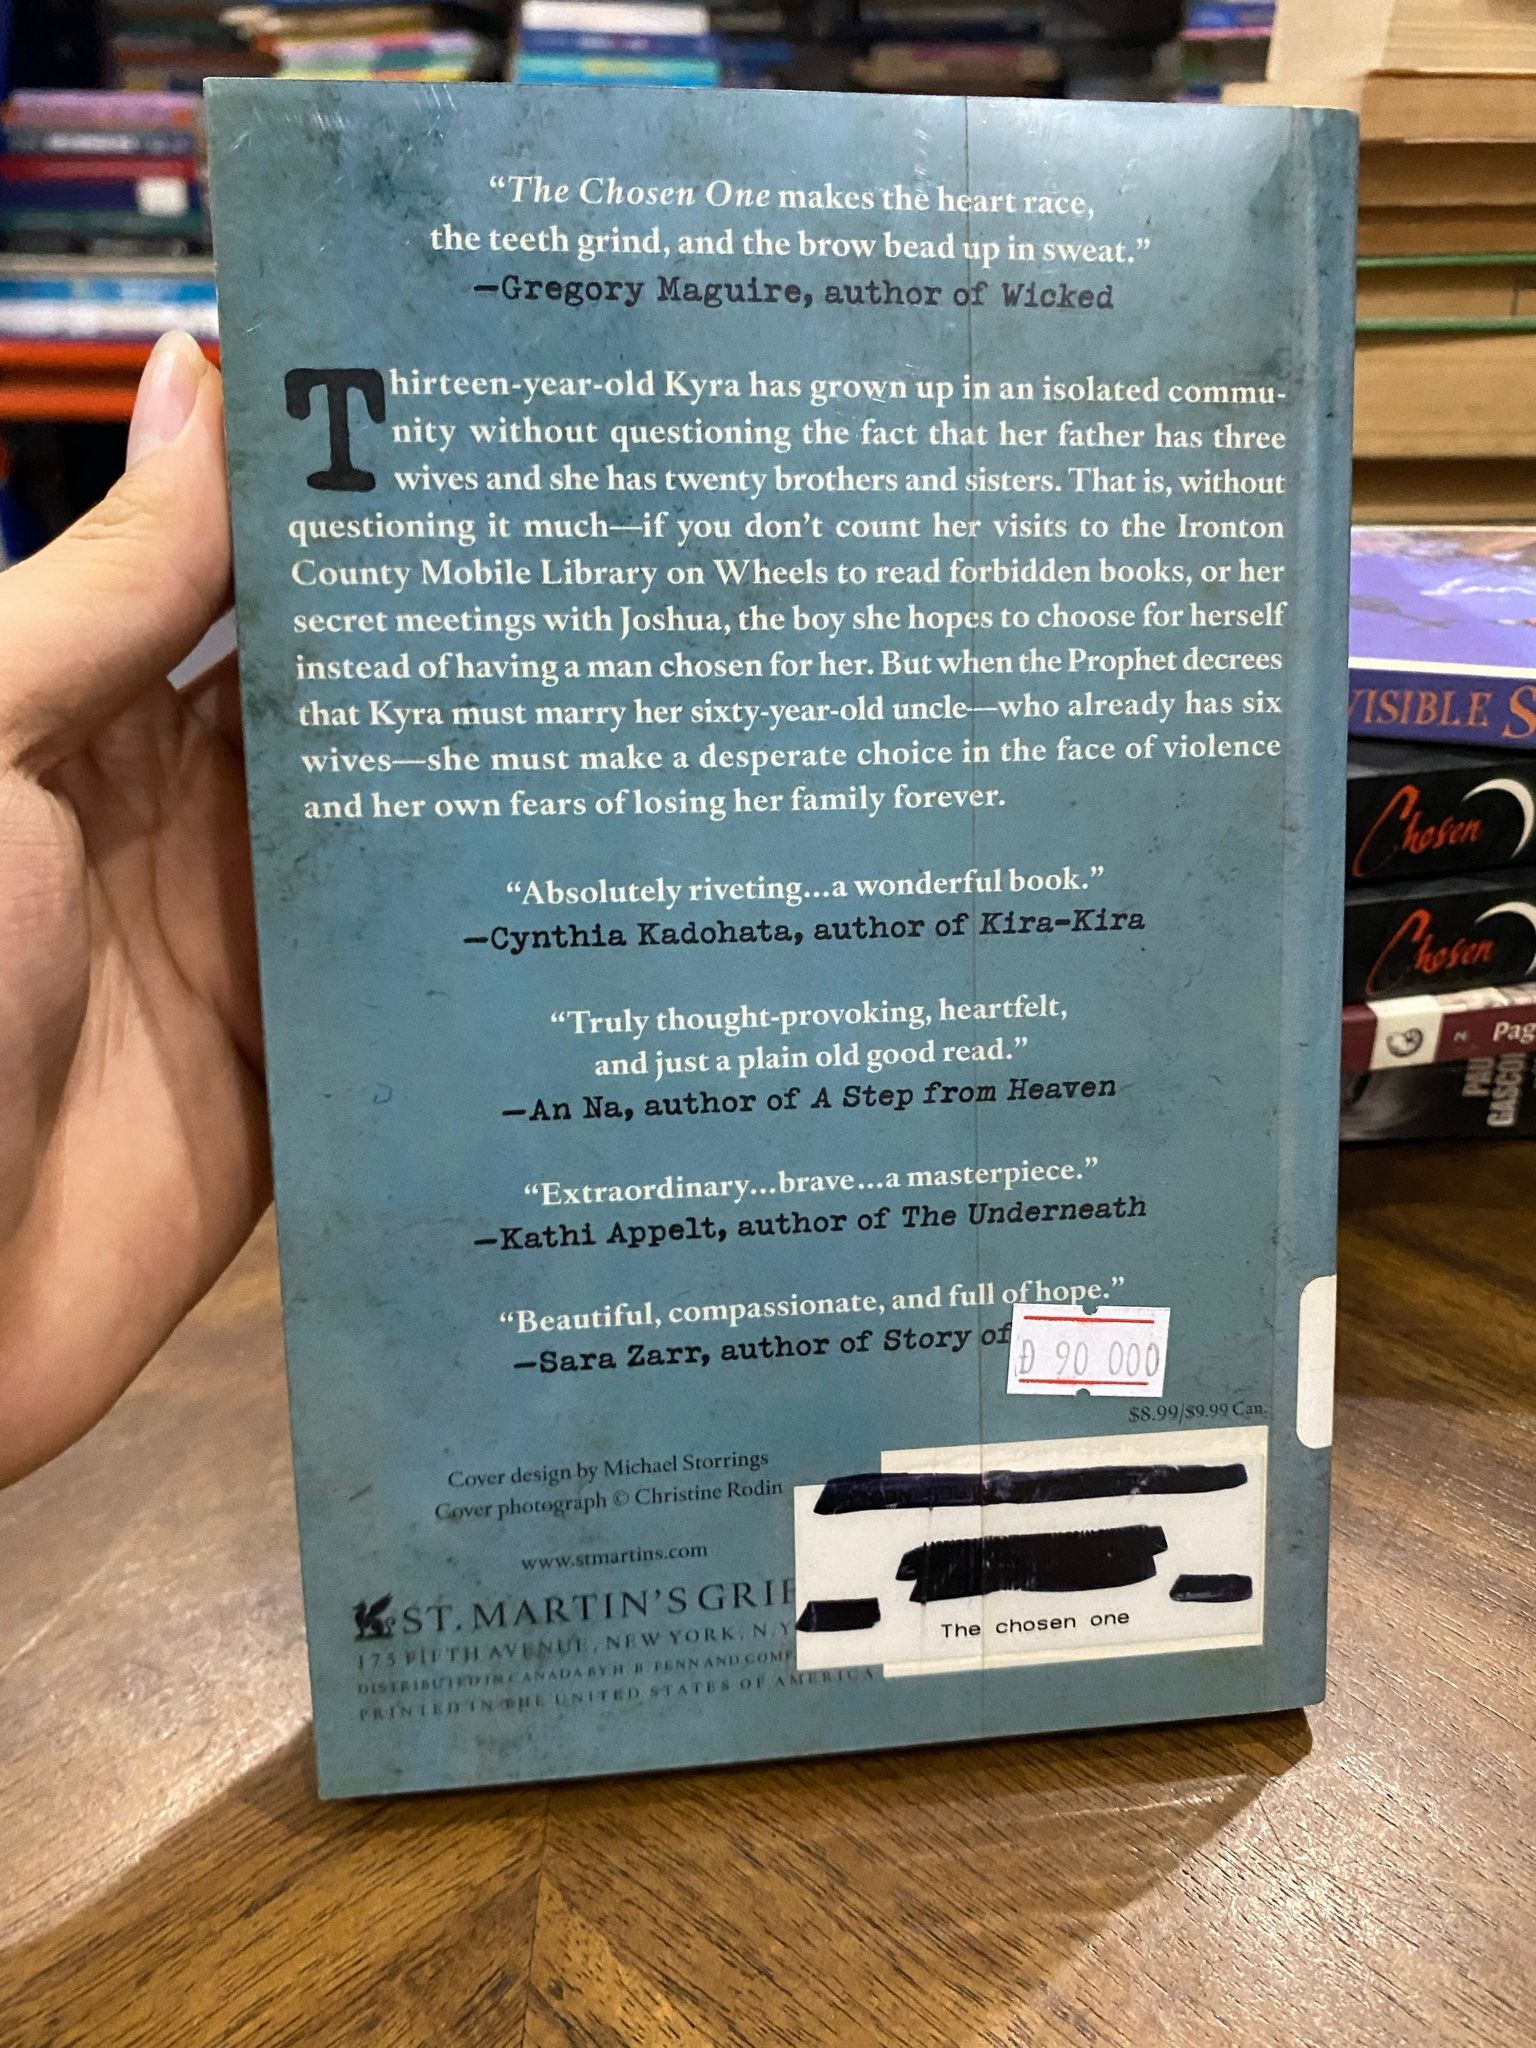 “The Chosen One makes the heart race,
the teeth grind, and the brow bead up in sweat.”
—Gregory Maguire, author of Wicked
Thirteen-year-old Kyra has grown up in an isolated commu-
nity without questioning the fact that her father has three
wives and she has twenty brothers and sisters. That is, without
questioning it much—if you don’t count her visits to the Ironton
County Mobile Library on Wheels to read forbidden books, or her
secret meetings with Joshua, the boy she hopes to choose for herself
instead of having a man chosen for her. But when the Prophet decrees
that Kyra must marry her sixty-year-old uncle—who already has six
wives—she must make a desperate choice in the face of violence
and her own fears of losing her family forever.
“Absolutely riveting...a wonderful book.”
—Cynthia Kadohata, author of Kira-Kira
“Truly thought-provoking, heartfelt,
and just a plain old good read.”
—An Na, author of A Step from Heaven
“Extraordinary...brave...a masterpiece.”
—Kathi Appelt, author of The Underneath
“Beautiful, compassionate, and full of hope.”
—Sara Zarr, author of Story of
Đ 90 000
$8.99/$9.99 Can.
Cover design by Michael Storrings
Cover photograph © Christine Rodin
www.stmartins.com
ST. MARTIN’S GRIF
175 FIFTH AVENUE, NEW YORK, N.Y
DISTRIBUTED IN CANADA BY H. B. FENN AND COMP
PRINTED IN THE UNITED STATES OF AMERICA
The chosen one
VISIBLE S
Chosen
Chosen
N Pag
GASCO